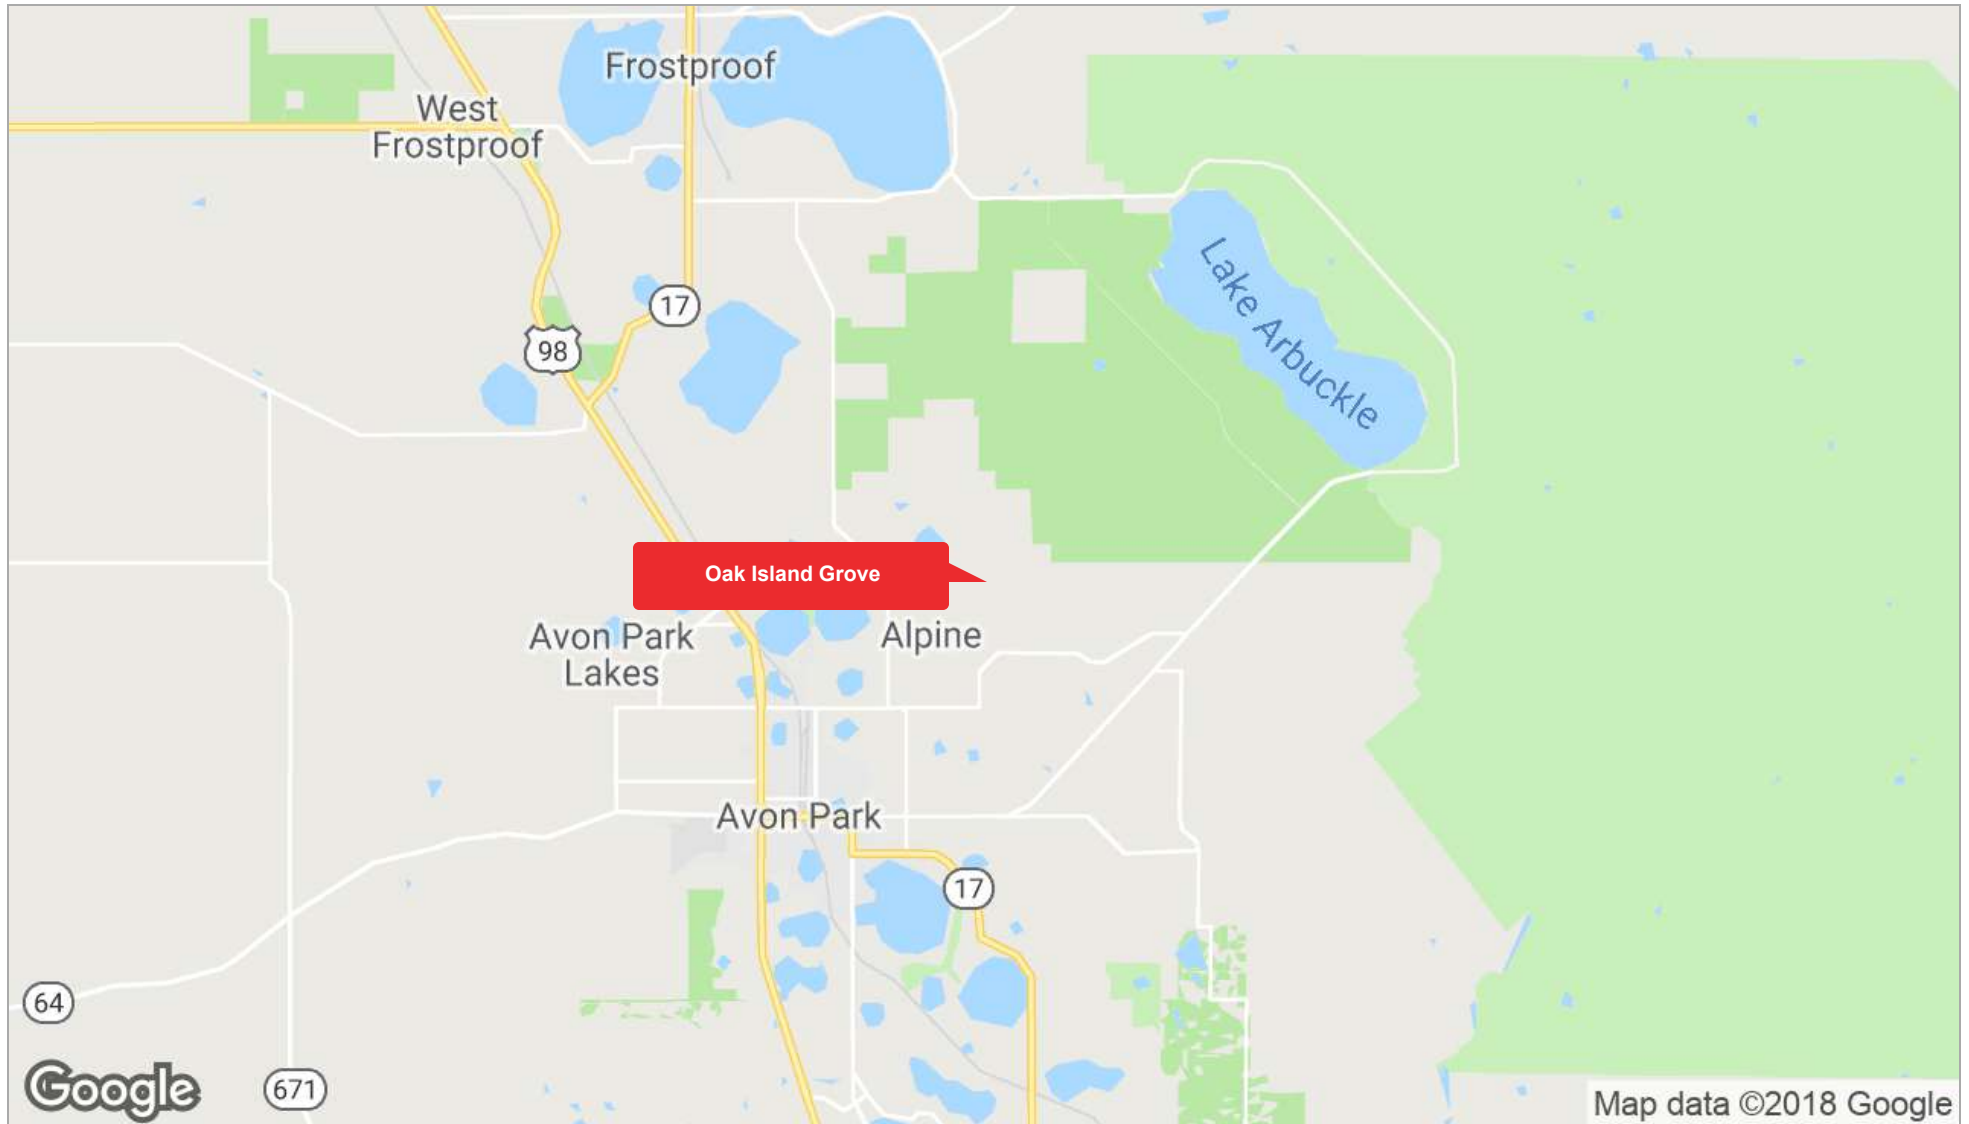 Frostproof
West
Frostproof
17
98
Lake Arbuckle
Oak Island Grove
Avon Park
Lakes
Alpine
Avon Park
17
64
671
Google
Map data ©2018 Google